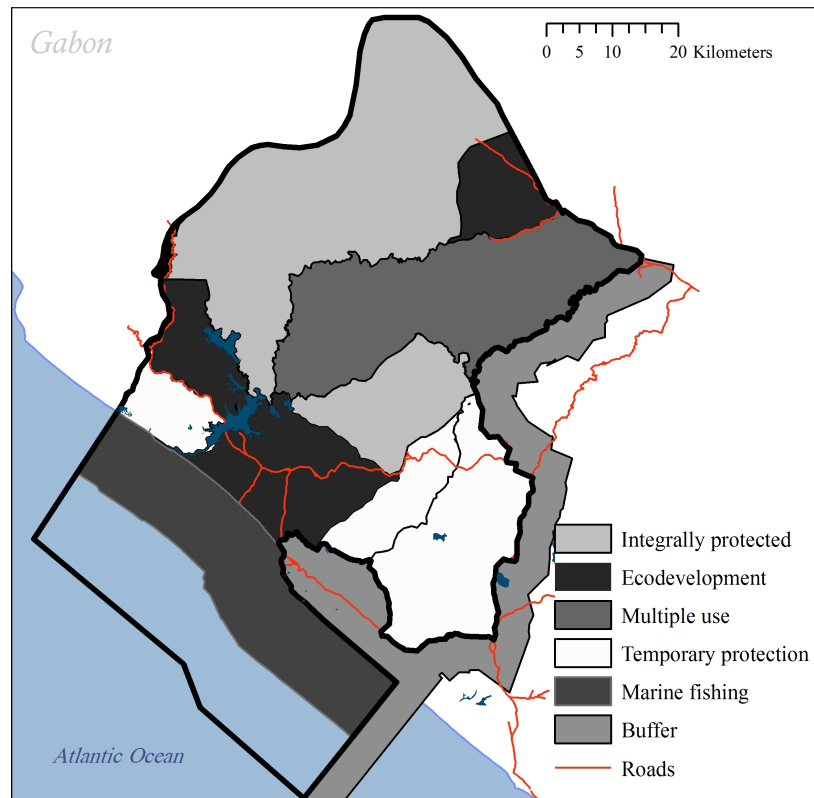 Gabon
0 5 10 20 Kilometers
Integrally protected
Ecodevelopment
Multiple use
Temporary protection
Marine fishing
Buffer
Roads
Atlantic Ocean